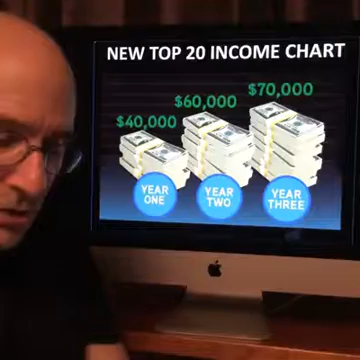 NEW TOP 20 INCOME CHART
$70,000
$60,000
$40,000
YEAR
ONE
YEAR
TWO
YEAR
THREE